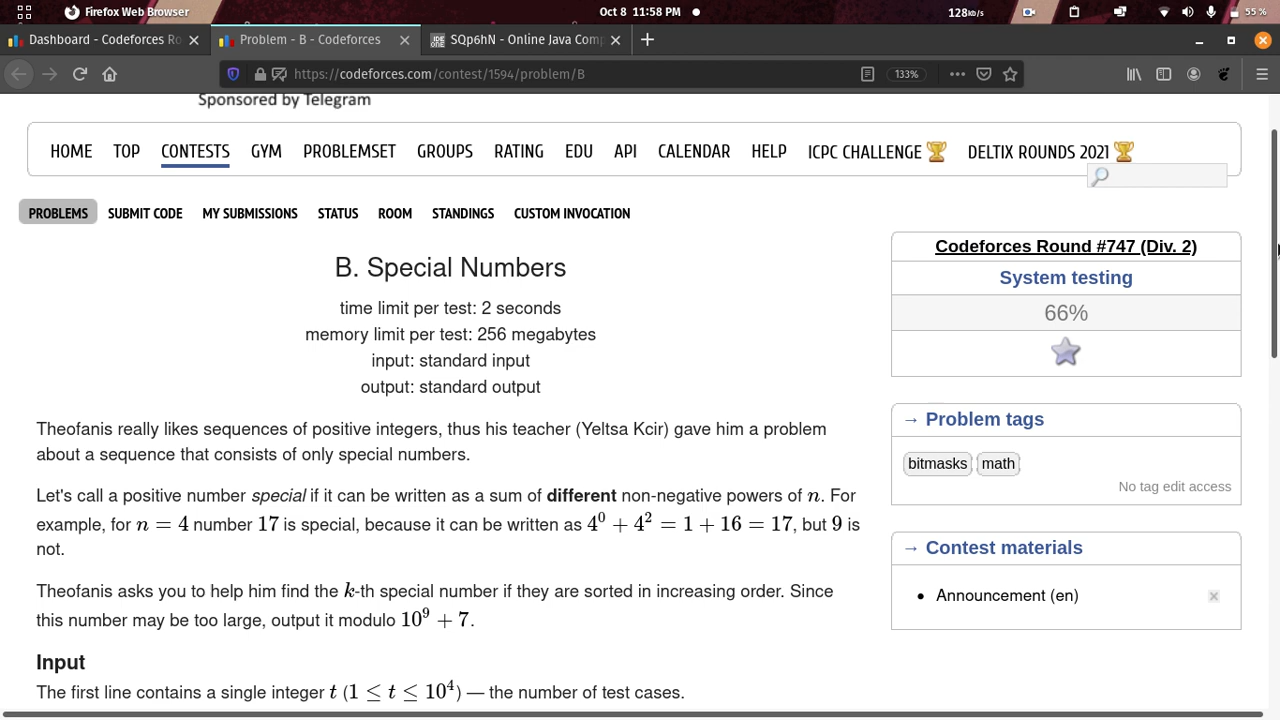 Firefox Web Browser
Oct 8 11:58 PM
128kb/s
55 %
Dashboard - Codeforces Ro
Problem - B - Codeforces
SQp6hN - Online Java Comp
https://codeforces.com/contest/1594/problem/B
133%
Sponsored by Telegram
HOME TOP CONTESTS GYM PROBLEMSET GROUPS RATING EDU API CALENDAR HELP ICPC CHALLENGE DELTIX ROUNDS 2021
PROBLEMS SUBMIT CODE MY SUBMISSIONS STATUS ROOM STANDINGS CUSTOM INVOCATION
B. Special Numbers
time limit per test: 2 seconds
memory limit per test: 256 megabytes
input: standard input
output: standard output
Theofanis really likes sequences of positive integers, thus his teacher (Yeltsa Kcir) gave him a problem
about a sequence that consists of only special numbers.
Let's call a positive number special if it can be written as a sum of different non-negative powers of n. For
example, for n = 4 number 17 is special, because it can be written as 4⁰ + 4² = 1 + 16 = 17, but 9 is
not.
Theofanis asks you to help him find the k-th special number if they are sorted in increasing order. Since
this number may be too large, output it modulo 10⁹ + 7.
Input
The first line contains a single integer t (1 ≤ t ≤ 10⁴) — the number of test cases.
Codeforces Round #747 (Div. 2)
System testing
66%
→ Problem tags
bitmasks math
No tag edit access
→ Contest materials
Announcement (en)